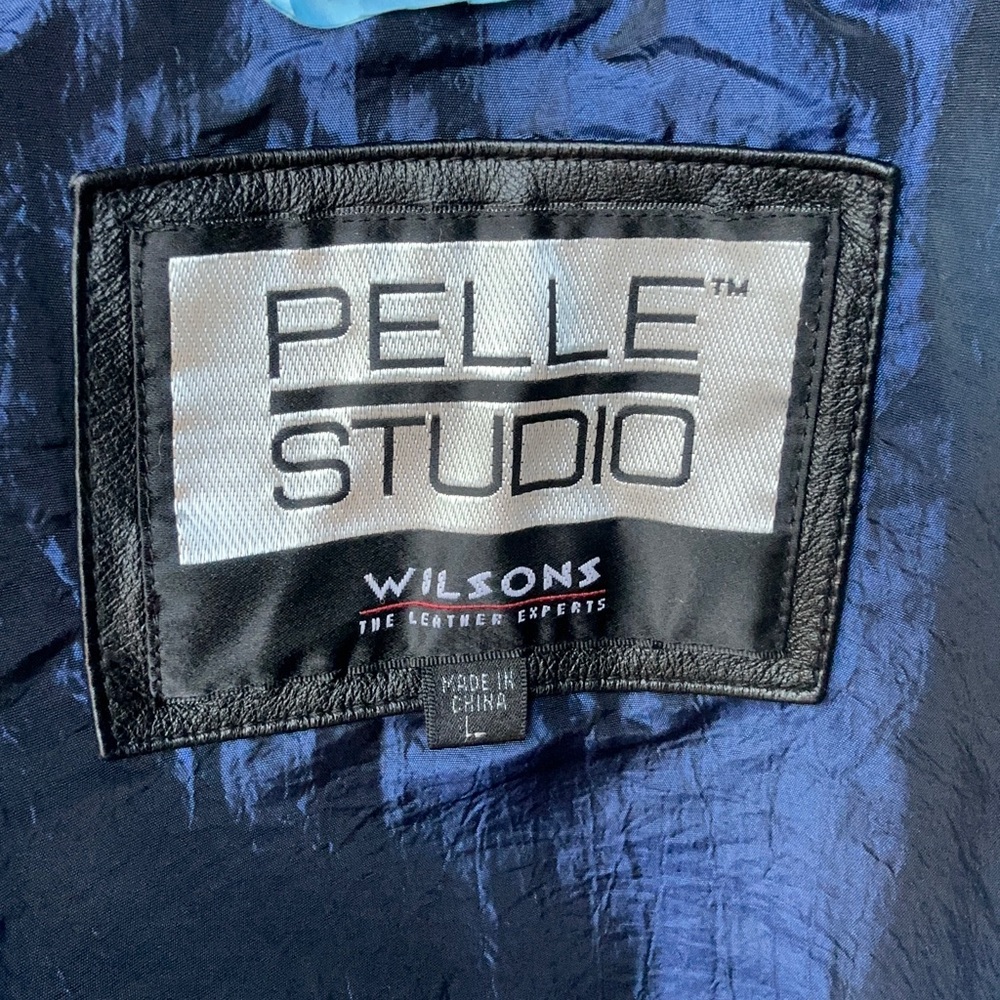 PELLE™
STUDIO
WILSONS
THE LEATHER EXPERTS
MADE IN
CHINA
L